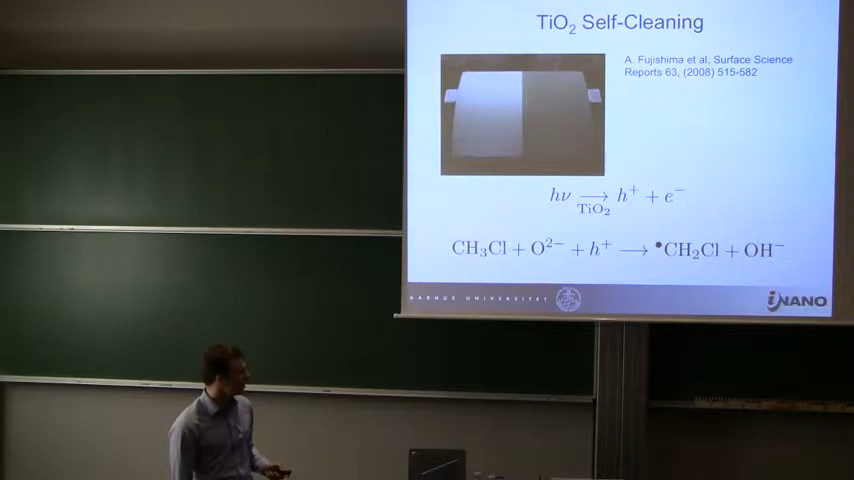 TiO₂ Self-Cleaning
A. Fujishima et al, Surface Science
Reports 63, (2008) 515-582
hν ⟶ h⁺ + e⁻
TiO₂
CH₃Cl + O²⁻ + h⁺ ⟶ •CH₂Cl + OH⁻
AARHUS UNIVERSITET
iNANO